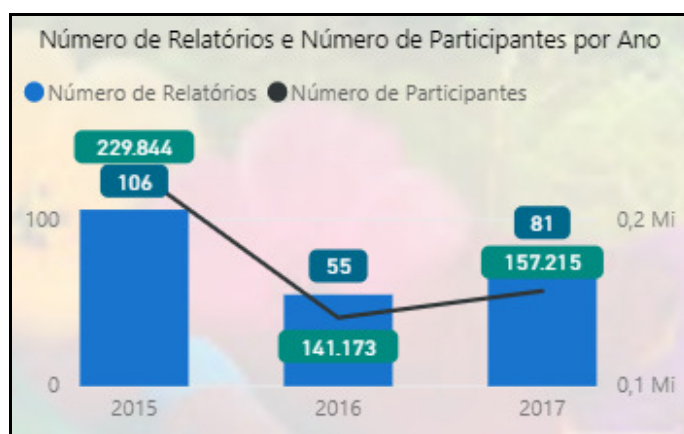 Número de Relatórios e Número de Participantes por Ano
Número de Relatórios Número de Participantes
229.844
106
100
81
0,2 Mi
55
157.215
141.173
0
0,1 Mi
2015 2016 2017